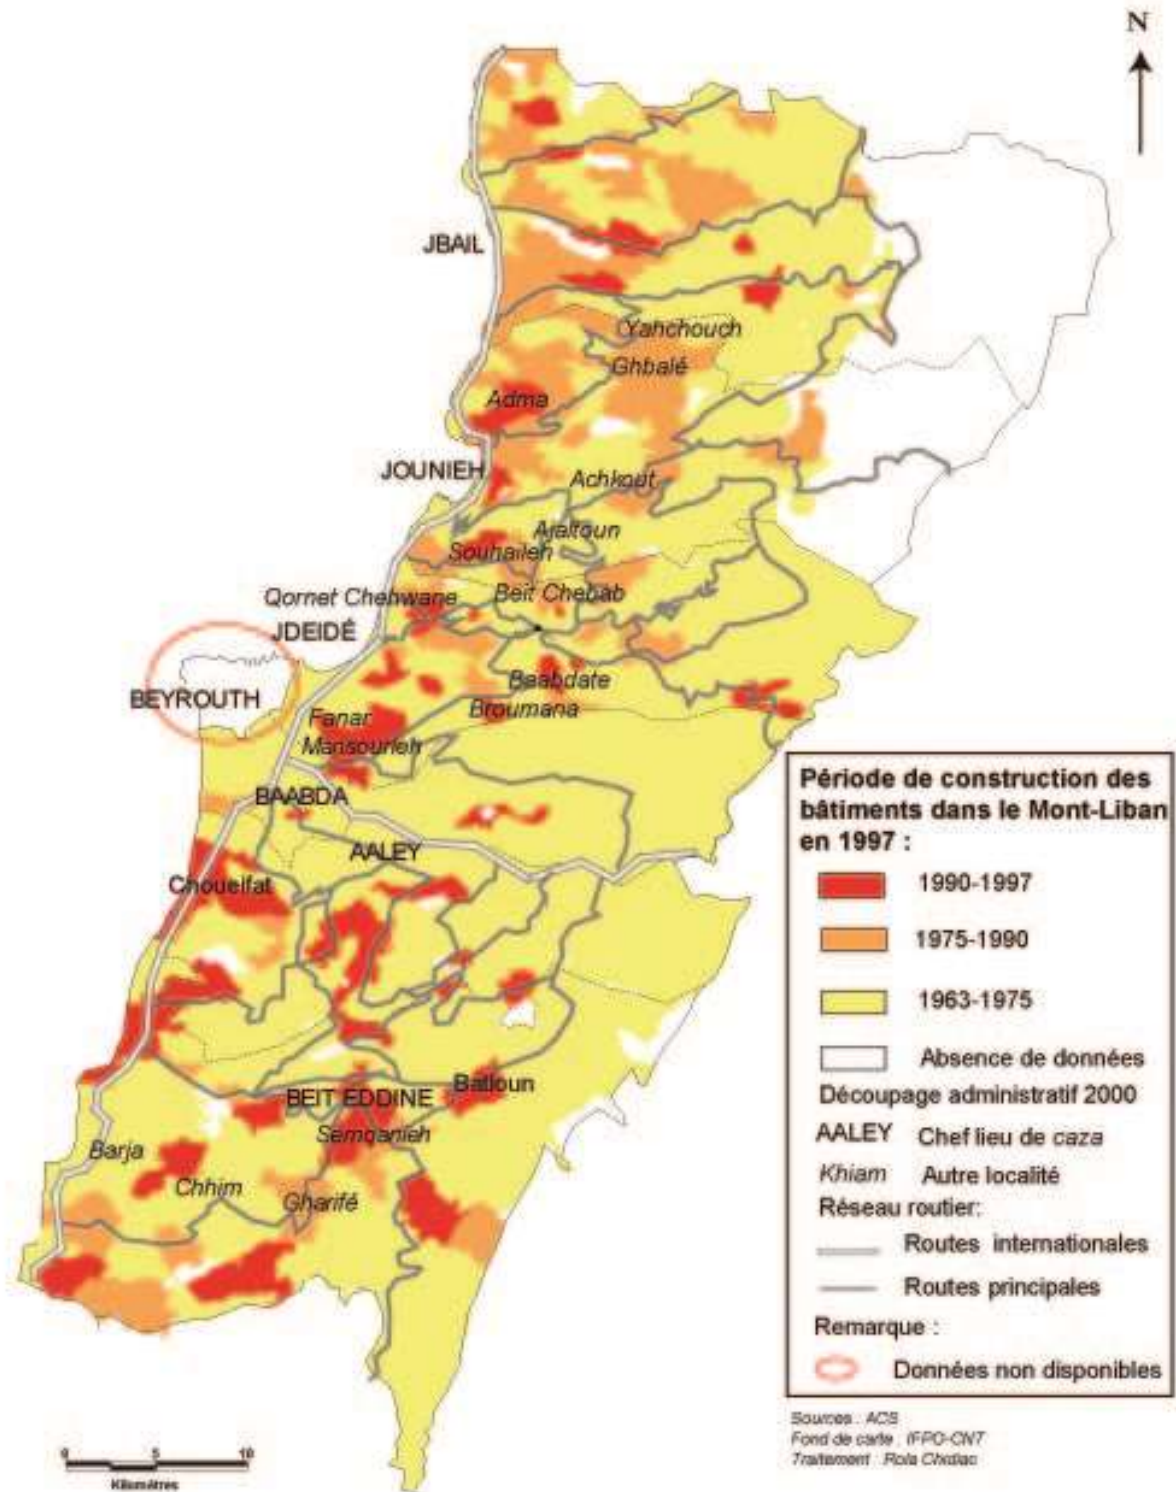 N
JBAIL
Yahchouch
Ghbalé
Adma
JOUNIEH
Achkout
Ajaltoun
Souhaileh
Beit Chebab
Qornet Chehwane
JDEIDÉ
BEYROUTH
Baabdate
Broumana
Fanar
Mansourieh
BAABDA
AALEY
Choueifat
Batloun
BEIT EDDINE
Semqanieh
Barja
Chhim
Gharifé
Période de construction des
bâtiments dans le Mont-Liban
en 1997 :
1990-1997
1975-1990
1963-1975
Absence de données
Découpage administratif 2000
AALEY Chef lieu de caza
Khiam Autre localité
Réseau routier:
Routes internationales
Routes principales
Remarque :
Données non disponibles
Sources : ACS
Fond de carte : IFPO-CNT
Traitement : Rola Chidiac
0 5 10
Kilomètres